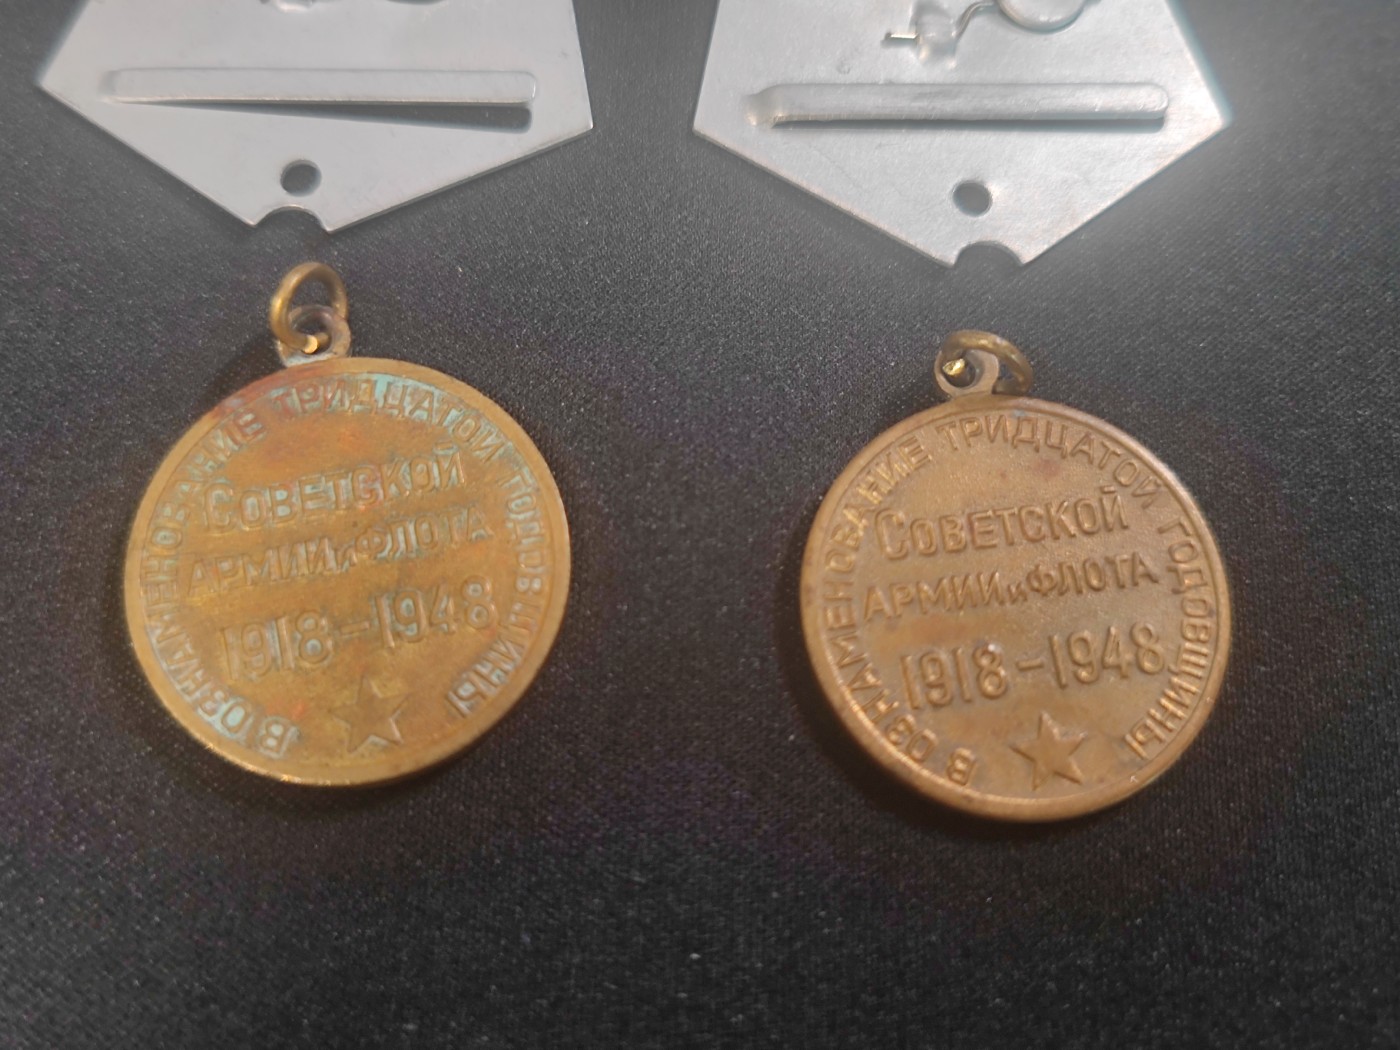 В ОЗНАМЕНОВАНИЕ ТРИДЦАТОЙ ГОДОВЩИНЫ
СОВЕТСКОЙ
АРМИИ и ФЛОТА
1918-1948
В ОЗНАМЕНОВАНИЕ ТРИДЦАТОЙ ГОДОВЩИНЫ
СОВЕТСКОЙ
АРМИИ и ФЛОТА
1918-1948